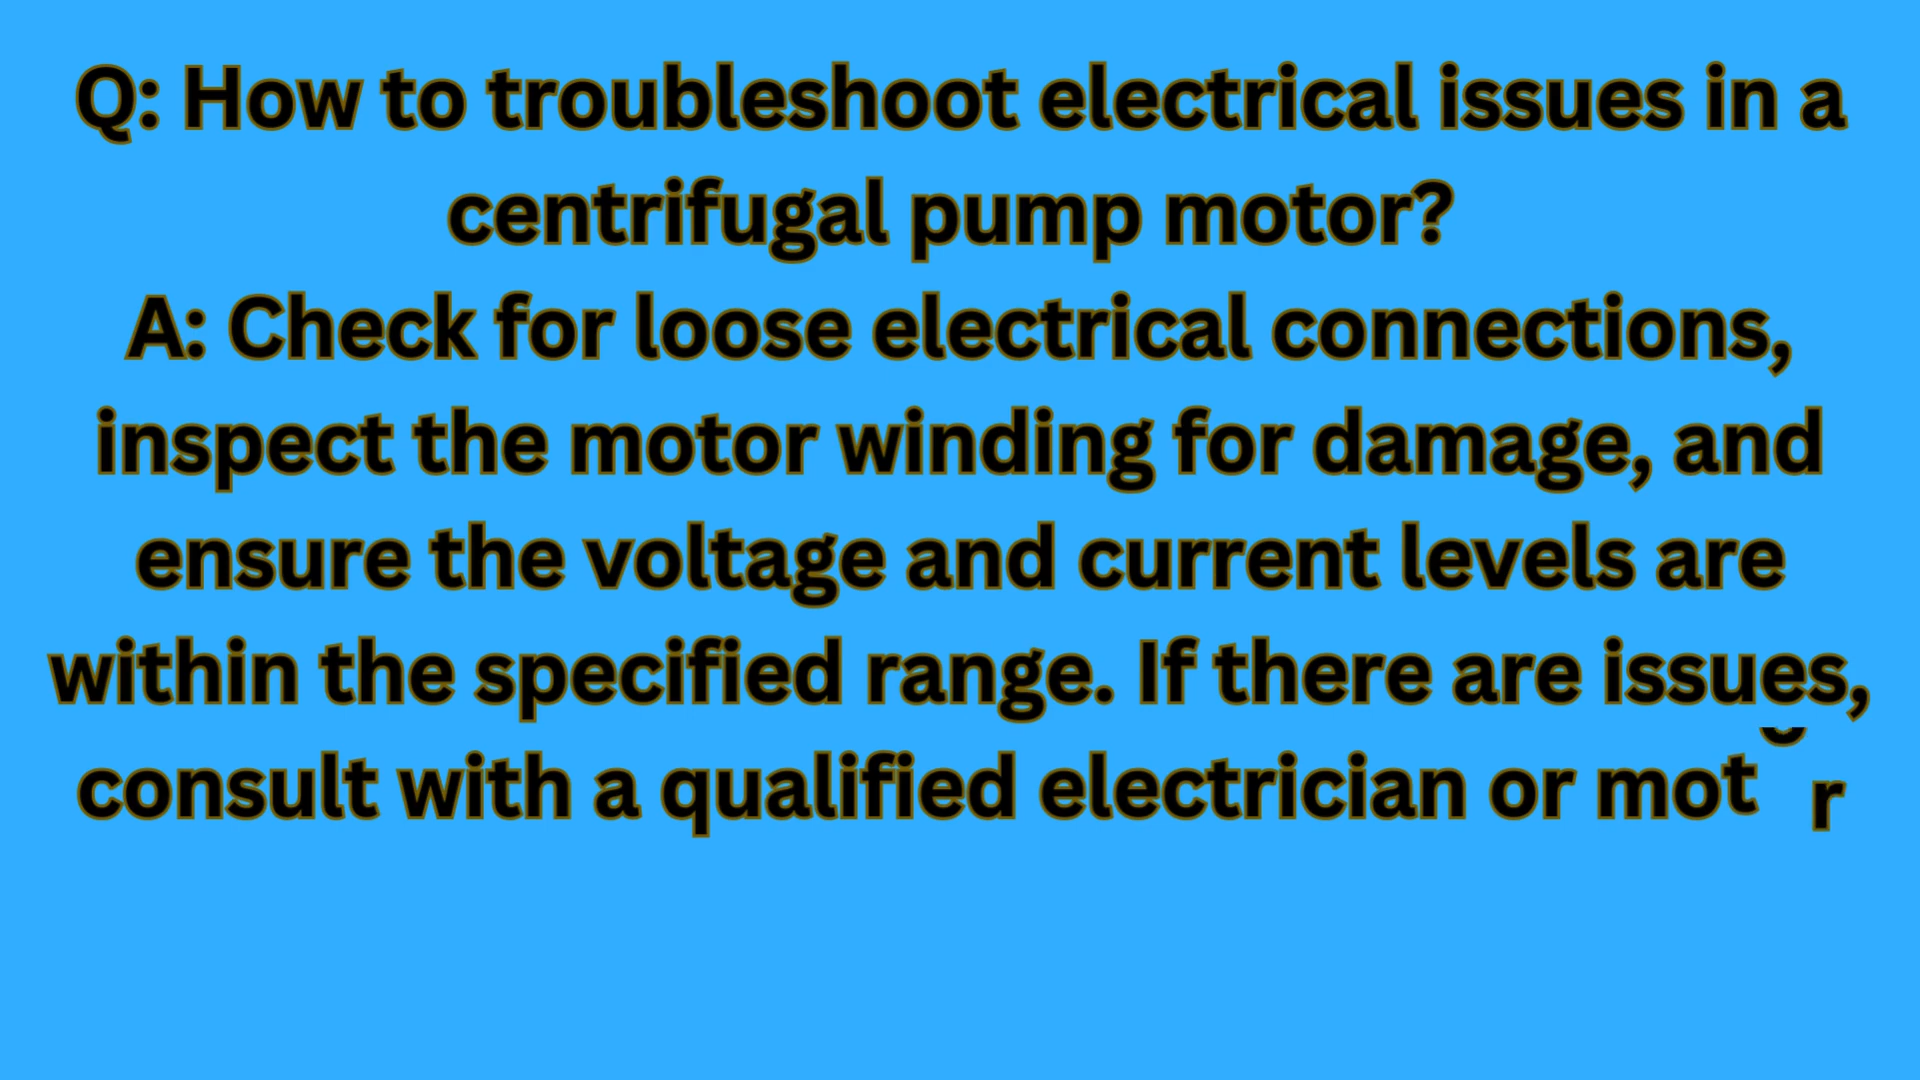 Q: How to troubleshoot electrical issues in a
centrifugal pump motor?
A: Check for loose electrical connections,
inspect the motor winding for damage, and
ensure the voltage and current levels are
within the specified range. If there are issues,
consult with a qualified electrician or motor